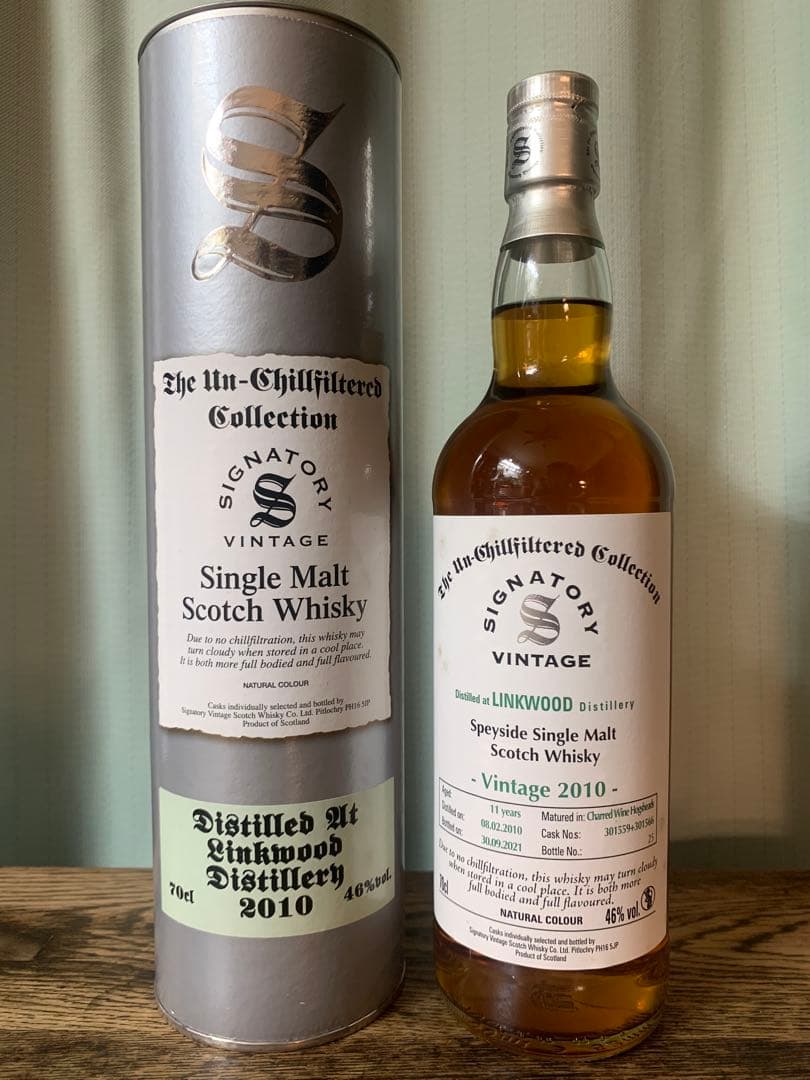 S
The Un-Chillfiltered
Collection
SIGNATORY
S
VINTAGE
Single Malt
Scotch Whisky
Due to no chillfiltration, this whisky may
turn cloudy when stored in a cool place.
It is both more full bodied and full flavoured.
NATURAL COLOUR
Casks individually selected and bottled by
Signatory Vintage Scotch Whisky Co. Ltd. Pitlochry PH16 5JP
Product of Scotland
Distilled At
Linkwood
Distillery
2010
70cl
46%vol.
S
The Un-Chillfiltered Collection
SIGNATORY
S
VINTAGE
Distilled at LINKWOOD Distillery
Speyside Single Malt
Scotch Whisky
- Vintage 2010 -
Aged: 11 years
Distilled on: 08.02.2010
Bottled on: 30.09.2021
Matured in: Charred Wine Hogsheads
Cask No:s: 301559+301566
Bottle No.: 25
Due to no chillfiltration, this whisky may turn cloudy
when stored in a cool place. It is both more
full bodied and full flavoured.
70cl
NATURAL COLOUR
46% vol.
Casks individually selected and bottled by
Signatory Vintage Scotch Whisky Co. Ltd. Pitlochry PH16 5JP
Product of Scotland